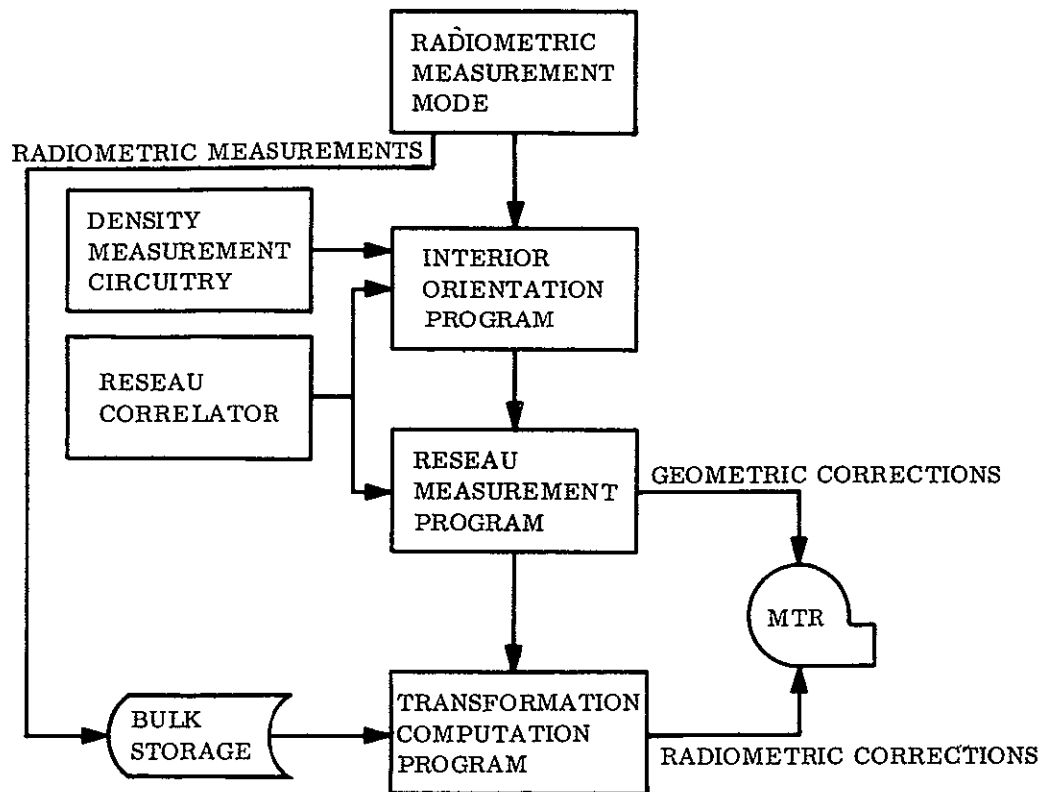 RADIOMETRIC
MEASUREMENT
MODE
RADIOMETRIC MEASUREMENTS
DENSITY
MEASUREMENT
CIRCUITRY
INTERIOR
ORIENTATION
PROGRAM
RESEAU
CORRELATOR
RESEAU
MEASUREMENT
PROGRAM
GEOMETRIC CORRECTIONS
MTR
BULK
STORAGE
TRANSFORMATION
COMPUTATION
PROGRAM
RADIOMETRIC CORRECTIONS